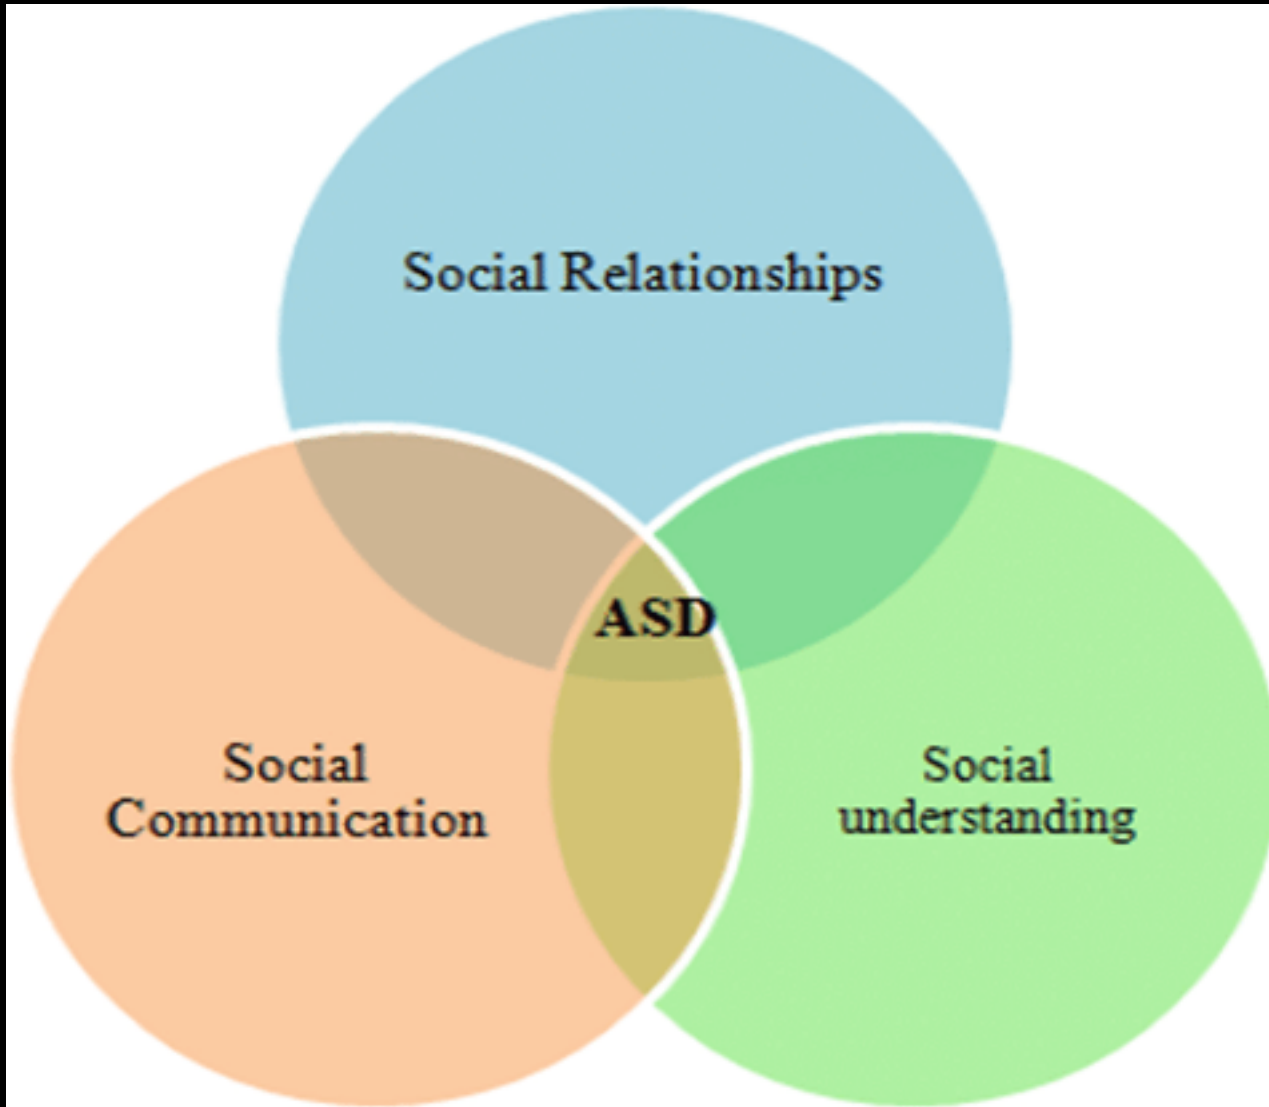 Social Relationships
ASD
Social
Communication
Social
understanding